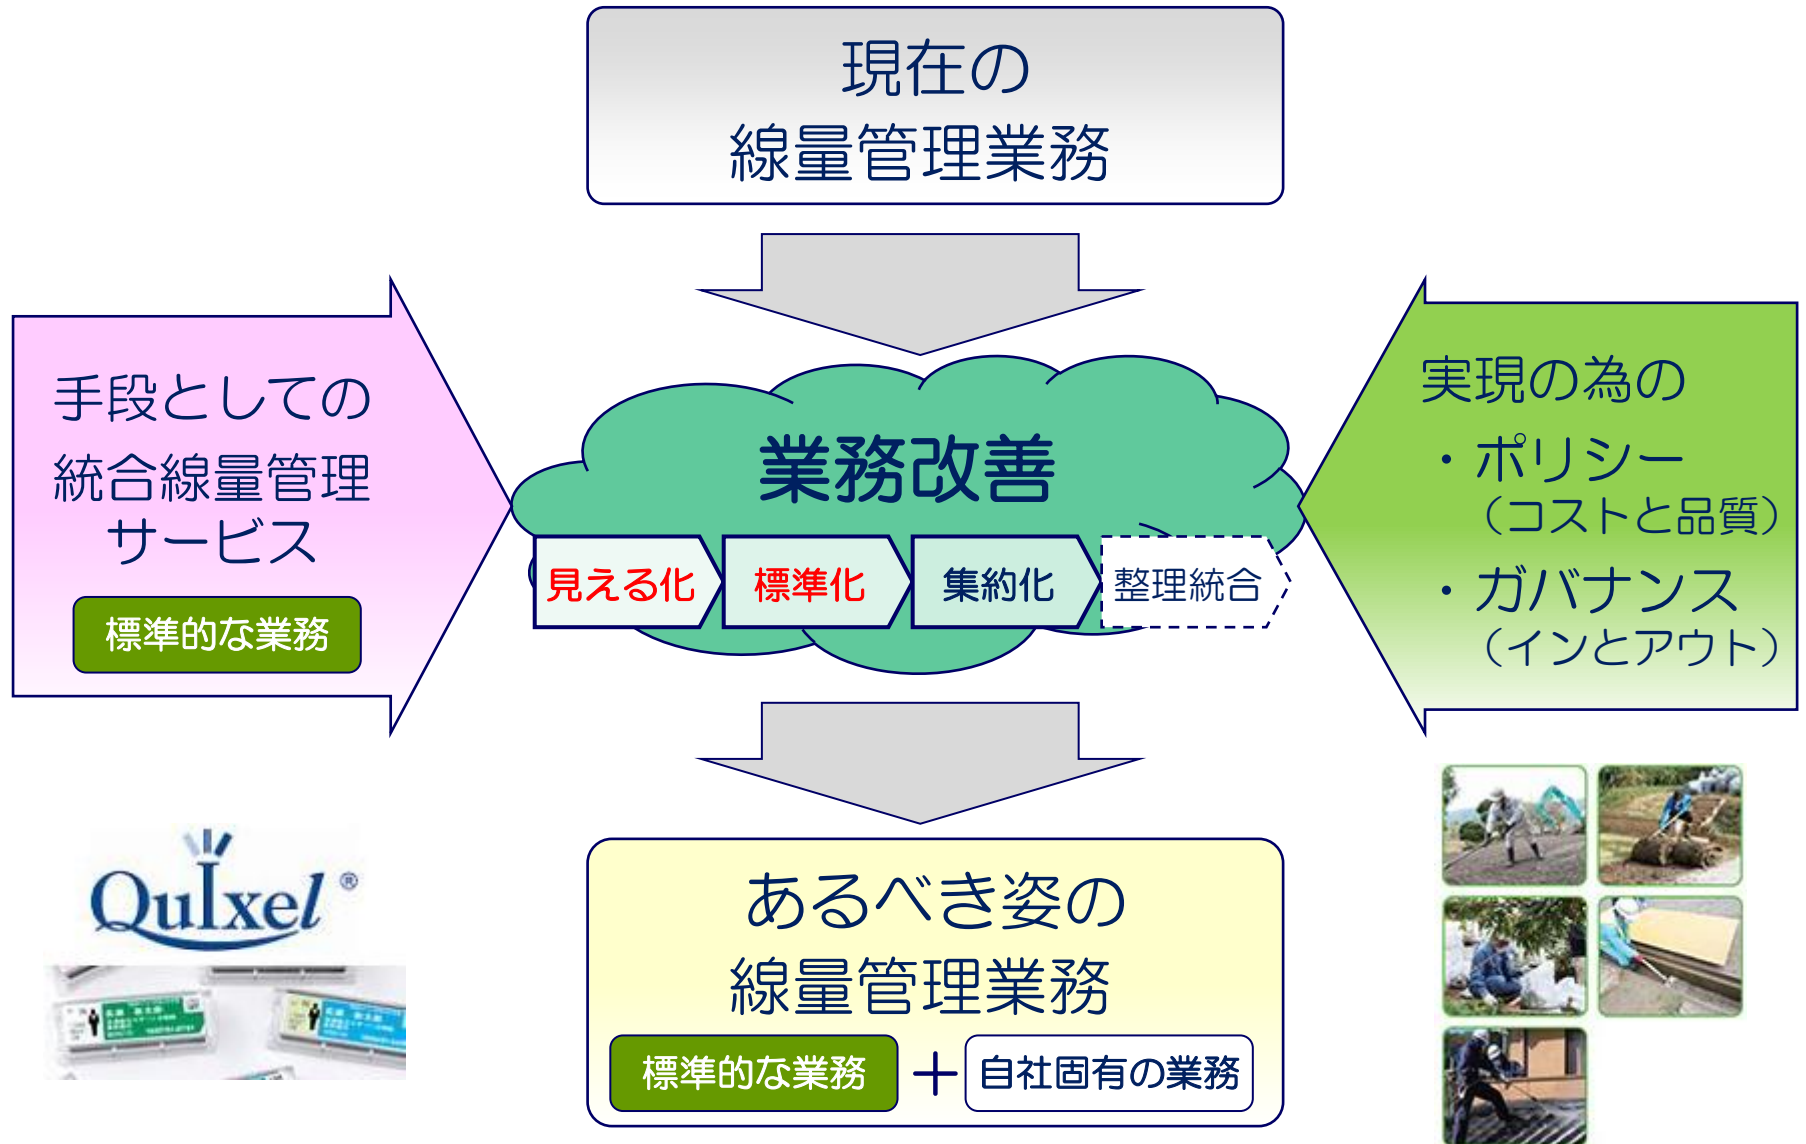 現在の
線量管理業務
手段としての
統合線量管理
サービス
標準的な業務
業務改善
見える化
標準化
集約化
整理統合
実現の為の
・ポリシー
（コストと品質）
・ガバナンス
（インとアウト）
QuIxel®
あるべき姿の
線量管理業務
標準的な業務
＋
自社固有の業務